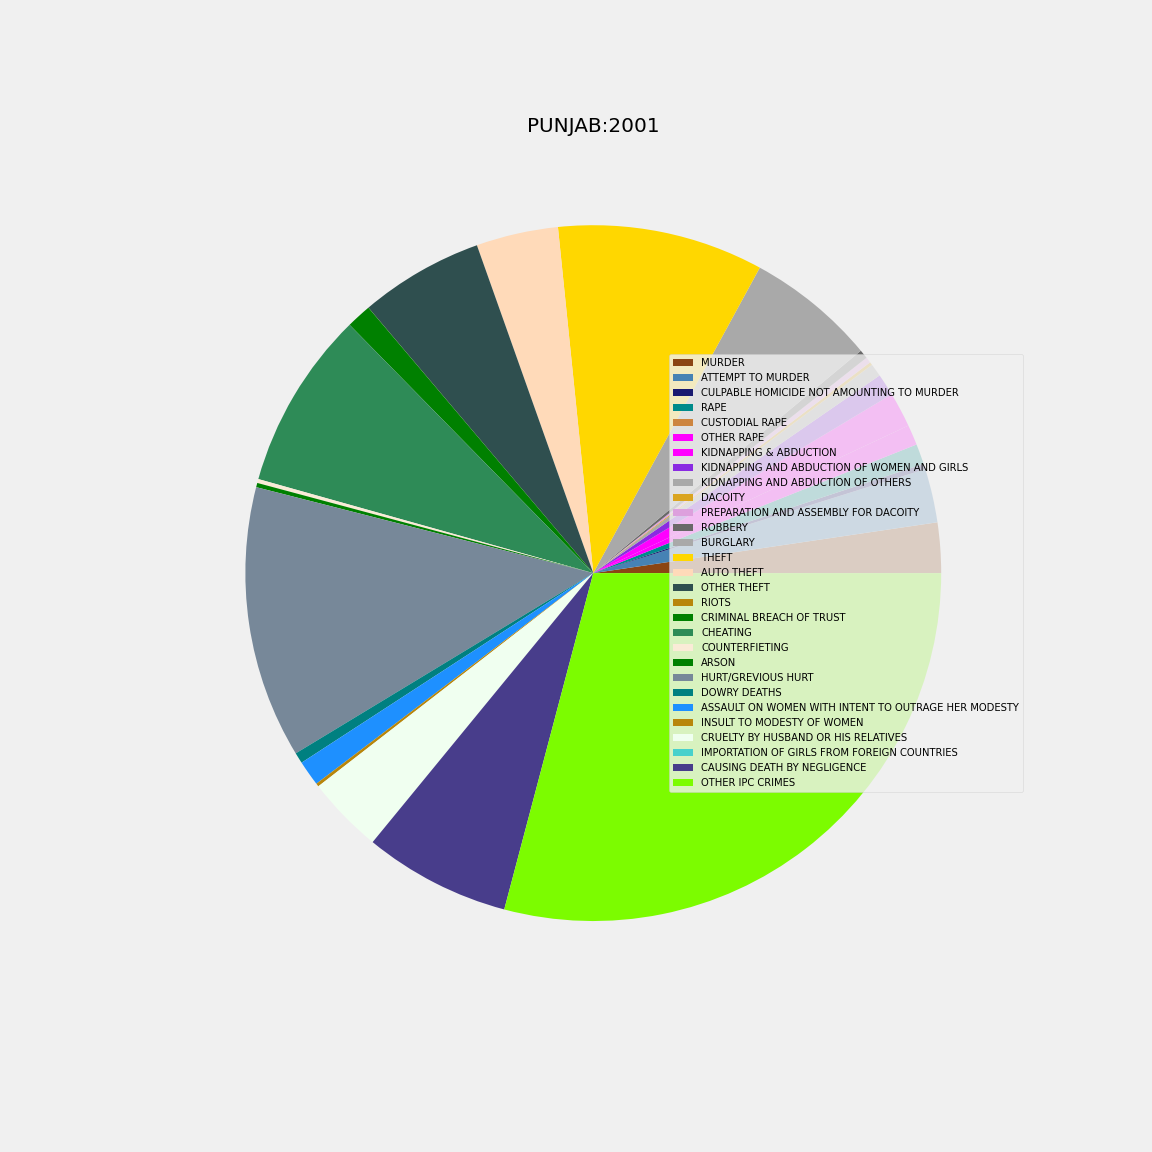 PUNJAB:2001
MURDER
ATTEMPT TO MURDER
CULPABLE HOMICIDE NOT AMOUNTING TO MURDER
RAPE
CUSTODIAL RAPE
OTHER RAPE
KIDNAPPING & ABDUCTION
KIDNAPPING AND ABDUCTION OF WOMEN AND GIRLS
KIDNAPPING AND ABDUCTION OF OTHERS
DACOITY
PREPARATION AND ASSEMBLY FOR DACOITY
ROBBERY
BURGLARY
THEFT
AUTO THEFT
OTHER THEFT
RIOTS
CRIMINAL BREACH OF TRUST
CHEATING
COUNTERFIETING
ARSON
HURT/GREVIOUS HURT
DOWRY DEATHS
ASSAULT ON WOMEN WITH INTENT TO OUTRAGE HER MODESTY
INSULT TO MODESTY OF WOMEN
CRUELTY BY HUSBAND OR HIS RELATIVES
IMPORTATION OF GIRLS FROM FOREIGN COUNTRIES
CAUSING DEATH BY NEGLIGENCE
OTHER IPC CRIMES